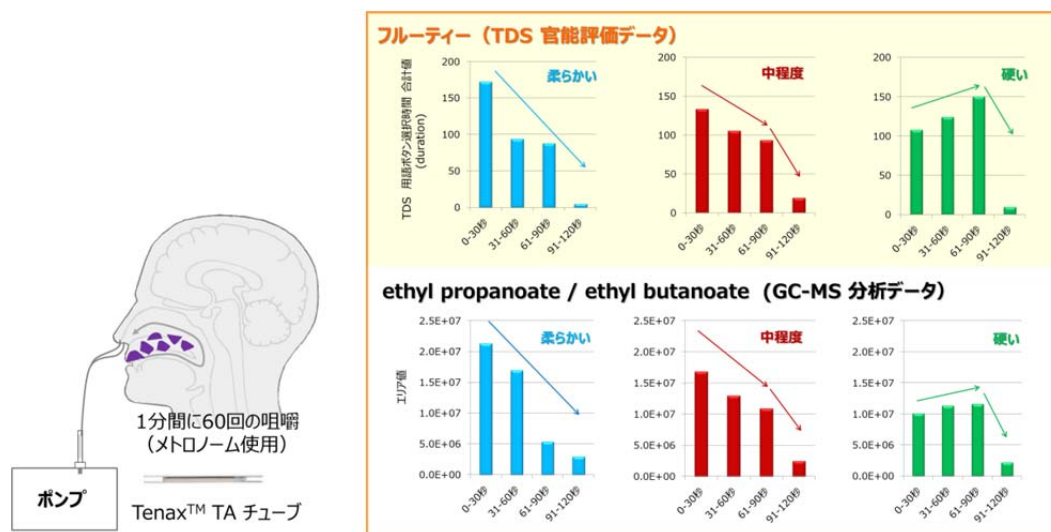 フルーティー（TDS 官能評価データ）
TDS 用語ボタン選択時間 合計値
(duration)
柔らかい
200
150
100
50
0
0-30秒
31-60秒
61-90秒
91-120秒
中程度
200
150
100
50
0
0-30秒
31-60秒
61-90秒
91-120秒
硬い
200
150
100
50
0
0-30秒
31-60秒
61-90秒
91-120秒
ethyl propanoate / ethyl butanoate (GC-MS 分析データ)
エリア値
柔らかい
2.5E+07
2.0E+07
1.5E+07
1.0E+07
5.0E+06
0.0E+00
0-30秒
31-60秒
61-90秒
91-120秒
中程度
2.5E+07
2.0E+07
1.5E+07
1.0E+07
5.0E+06
0.0E+00
0-30秒
31-60秒
61-90秒
91-120秒
硬い
2.5E+07
2.0E+07
1.5E+07
1.0E+07
5.0E+06
0.0E+00
0-30秒
31-60秒
61-90秒
91-120秒
1分間に60回の咀嚼
（メトロノーム使用）
ポンプ
Tenax™ TA チューブ